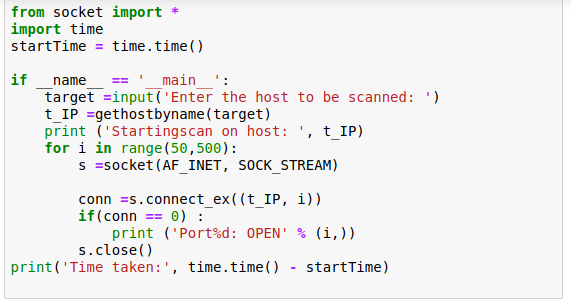 from socket import *
import time
startTime = time.time()

if __name__ == '__main__':
    target =input('Enter the host to be scanned: ')
    t_IP =gethostbyname(target)
    print ('Startingscan on host: ', t_IP)
    for i in range(50,500):
        s =socket(AF_INET, SOCK_STREAM)

        conn =s.connect_ex((t_IP, i))
        if(conn == 0) :
            print ('Port%d: OPEN' % (i,))
        s.close()
print('Time taken:', time.time() - startTime)